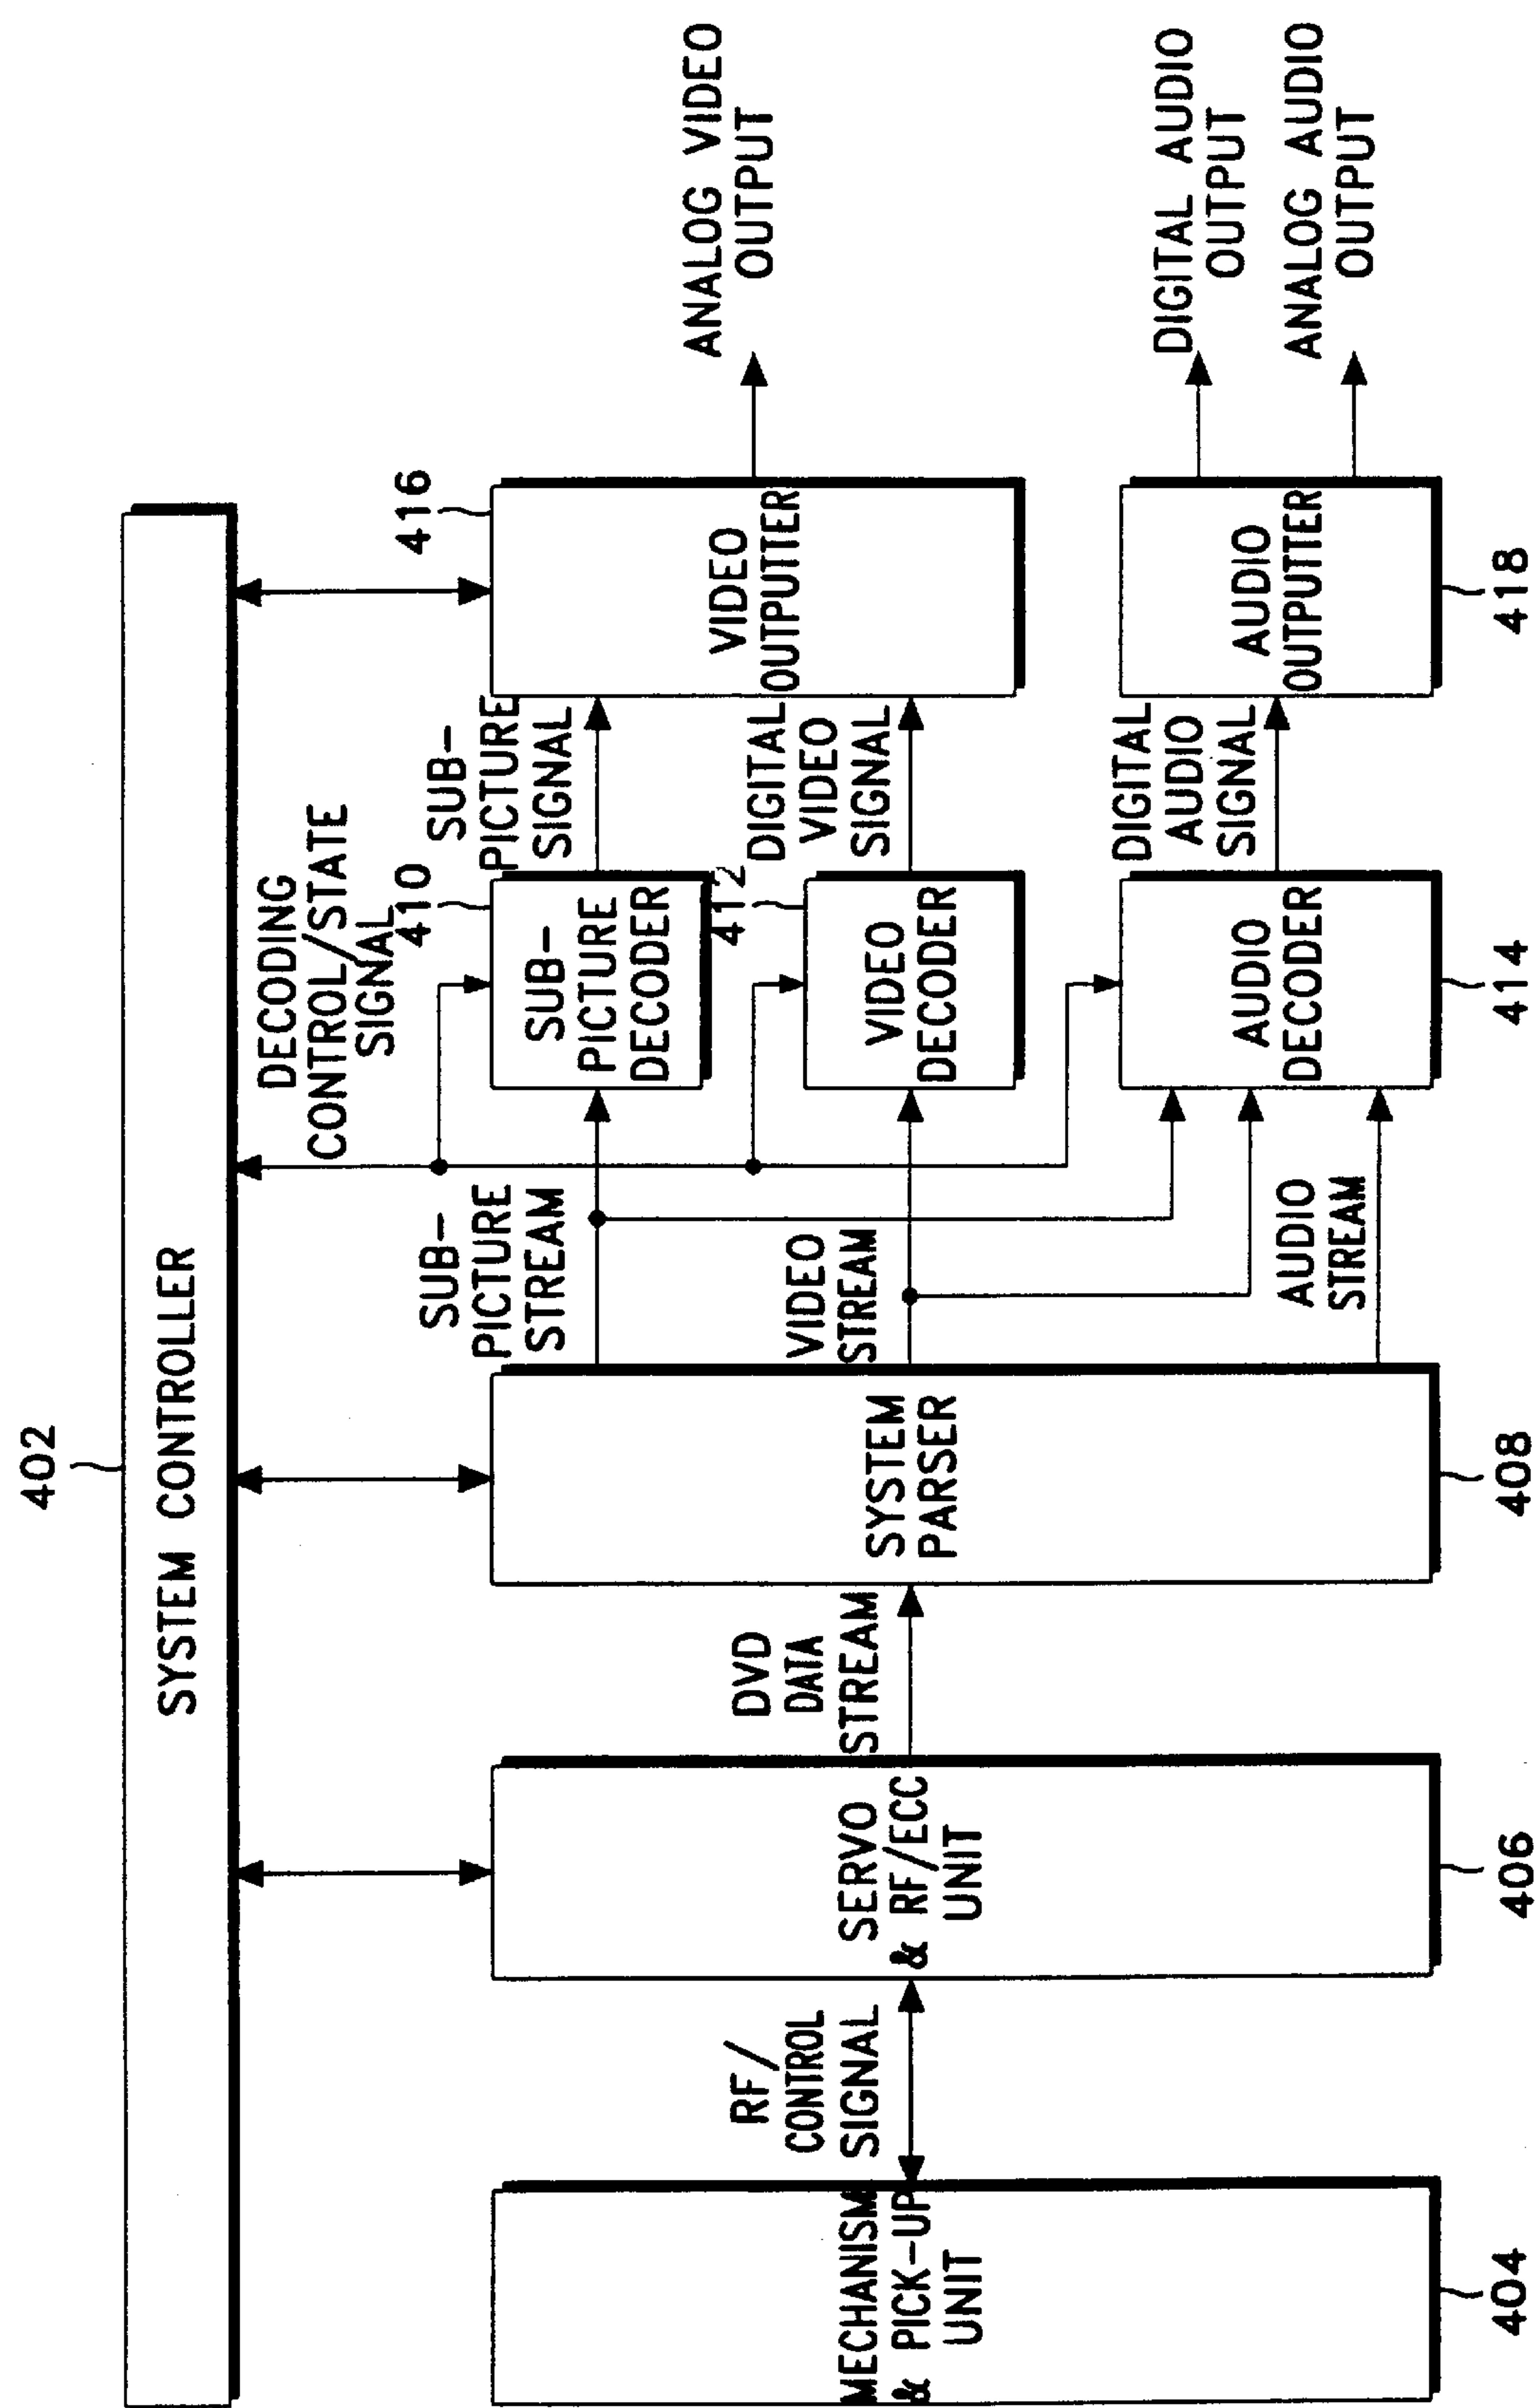 402
SYSTEM CONTROLLER
DECODING
CONTROL/STATE
SIGNAL
MECHANISM
& PICK-UP
UNIT
404
RF/
CONTROL
SIGNAL
SERVO
& RF/ECC
UNIT
406
DVD
DATA
STREAM
SYSTEM
PARSER
408
SUB-
PICTURE
STREAM
VIDEO
STREAM
AUDIO
STREAM
410
SUB-
PICTURE
DECODER
412
VIDEO
DECODER
AUDIO
DECODER
414
SUB-
PICTURE
SIGNAL
DIGITAL
VIDEO
SIGNAL
DIGITAL
AUDIO
SIGNAL
416
VIDEO
OUTPUTTER
AUDIO
OUTPUTTER
418
ANALOG VIDEO
OUTPUT
DIGITAL AUDIO
OUTPUT
ANALOG AUDIO
OUTPUT